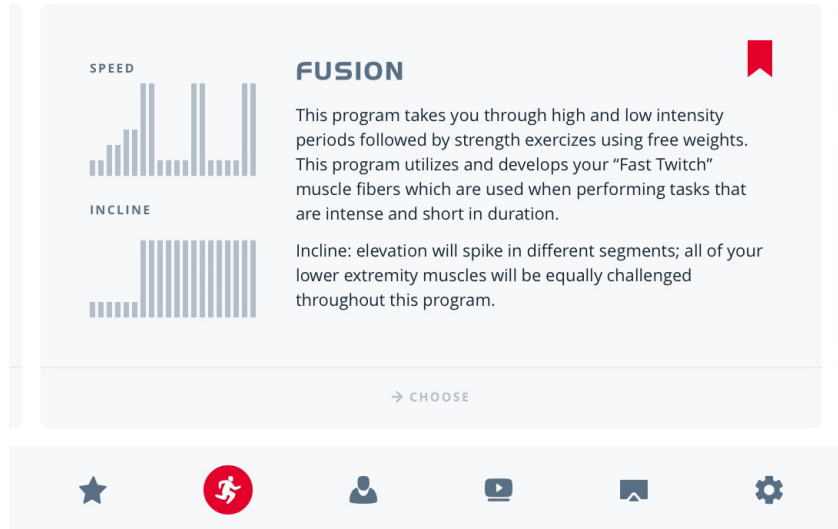 SPEED
FUSION
This program takes you through high and low intensity
periods followed by strength exercizes using free weights.
This program utilizes and develops your “Fast Twitch”
muscle fibers which are used when performing tasks that
are intense and short in duration.
INCLINE
Incline: elevation will spike in different segments; all of your
lower extremity muscles will be equally challenged
throughout this program.
→ CHOOSE